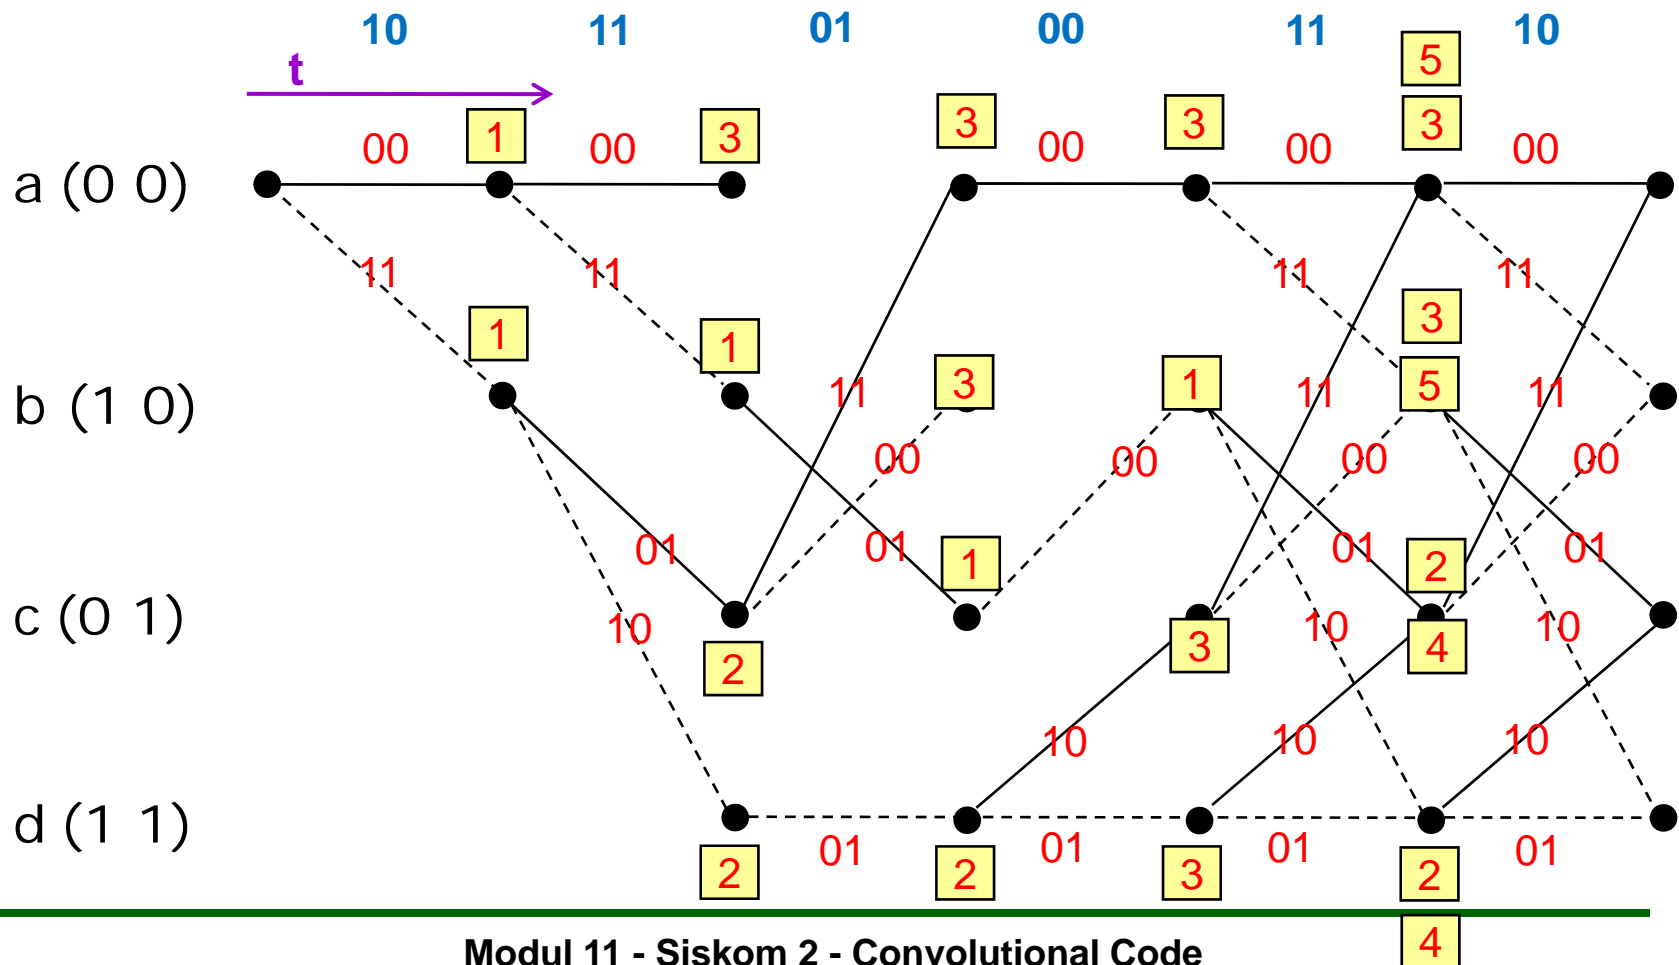 10 11 01 00 11 10
t
5
1 3 3 3 3
00 00 00 00 00
a (0 0)
11 11 11 11
1 1 3
3 1 5
b (1 0)
11 11 11
00 00 00 00
01 01 01 01
1 2
c (0 1)
10 10 10
2 3 4
10 10 10
d (1 1)
01 01 01 01
2 2 3 2
4
Modul 11 - Siskom 2 - Convolutional Code